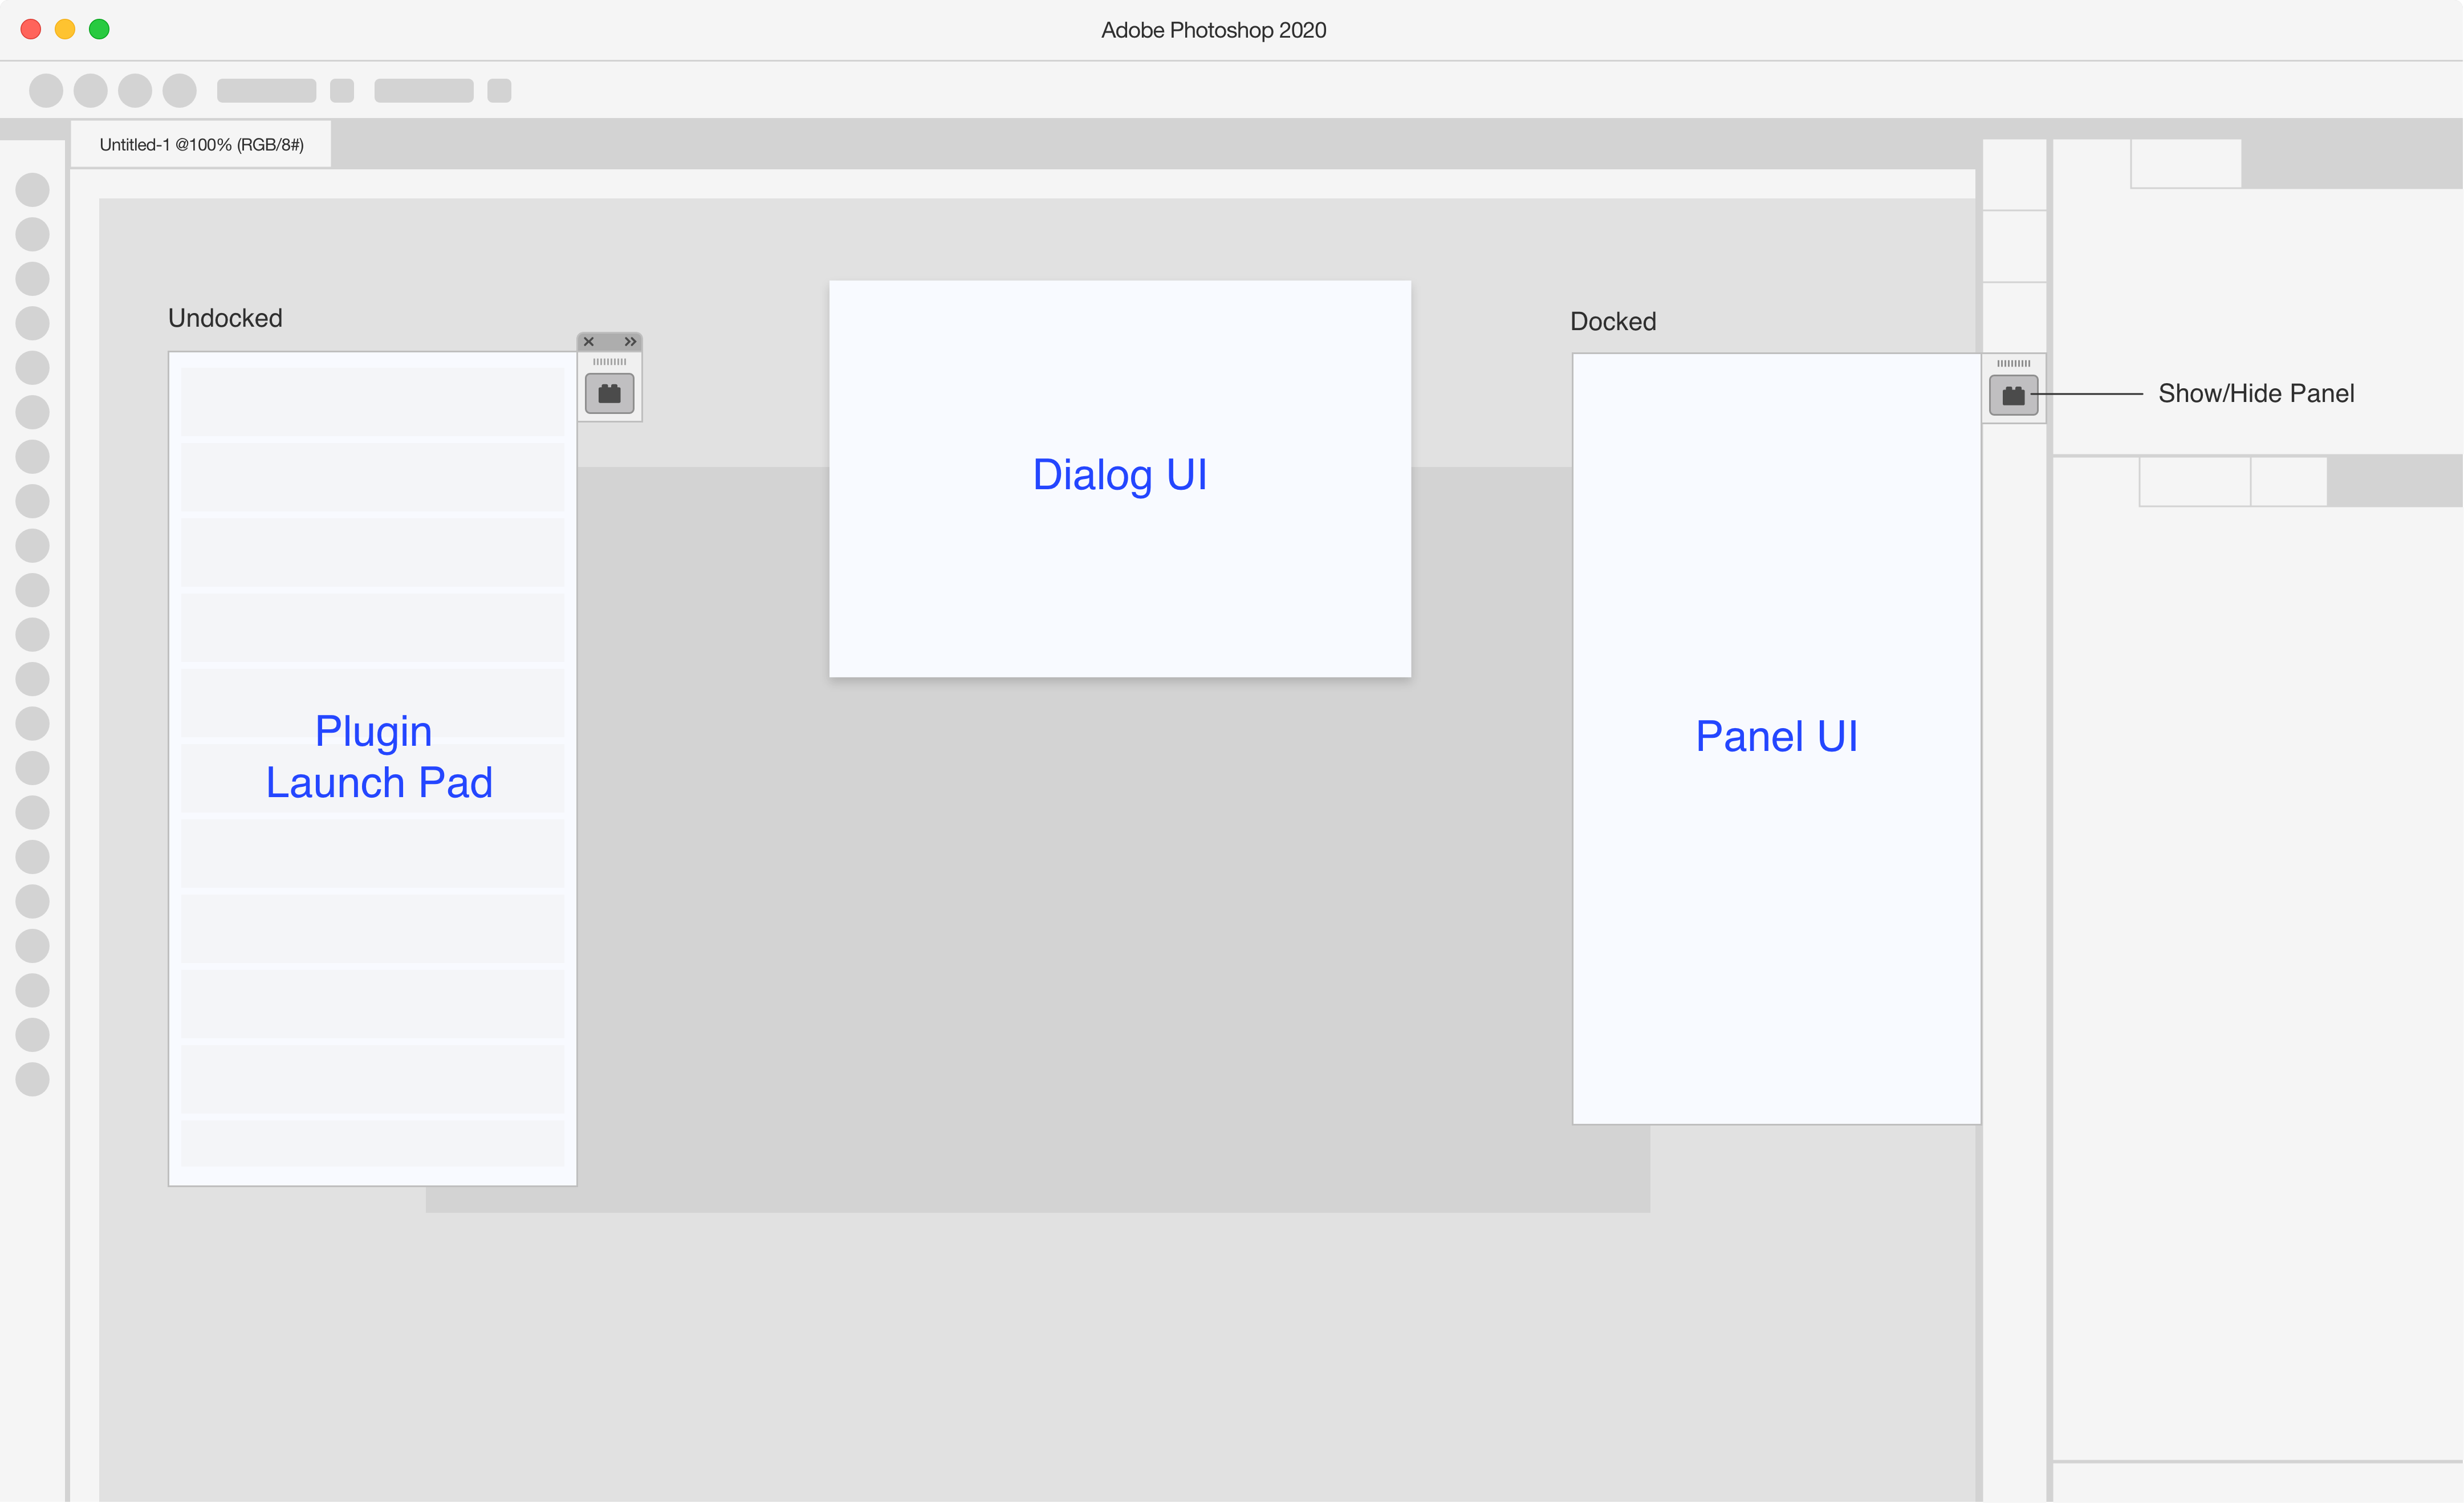 Adobe Photoshop 2020
Untitled-1 @100% (RGB/8#)
Undocked
Docked
Show/Hide Panel
Dialog UI
Plugin
Launch Pad
Panel UI